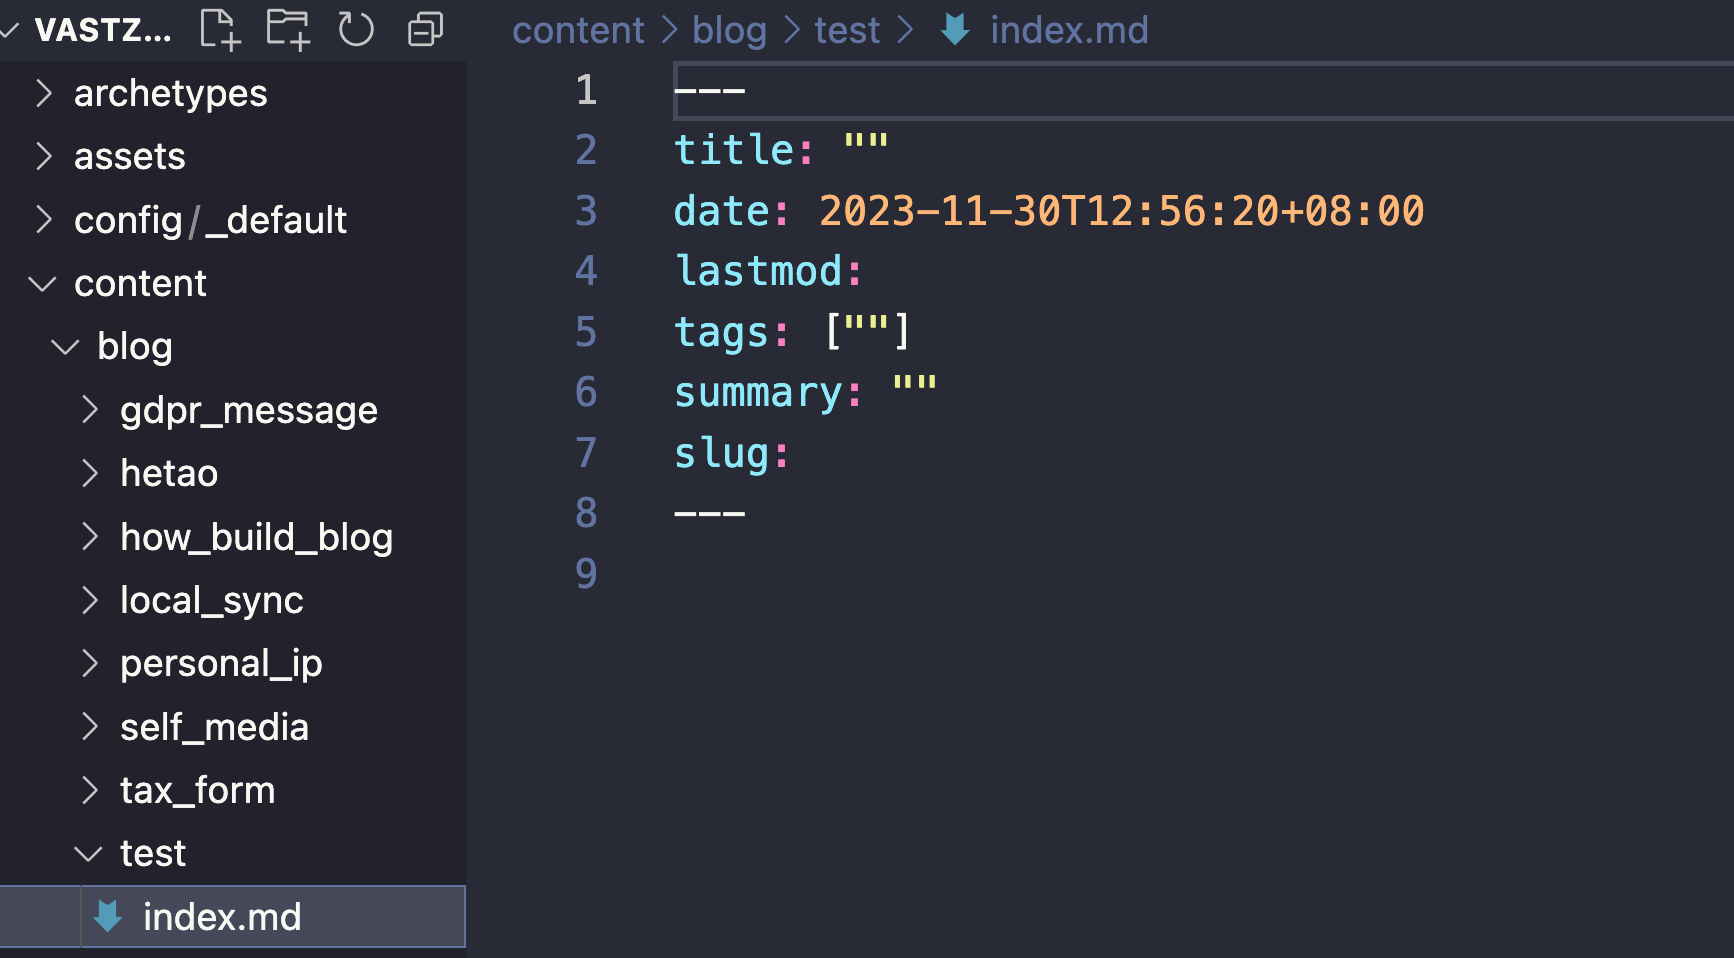 VASTZ...
archetypes
assets
config/_default
content
blog
gdpr_message
hetao
how_build_blog
local_sync
personal_ip
self_media
tax_form
test
index.md
content > blog > test > index.md
1 ---
2 title: ""
3 date: 2023-11-30T12:56:20+08:00
4 lastmod:
5 tags: [""]
6 summary: ""
7 slug:
8 ---
9